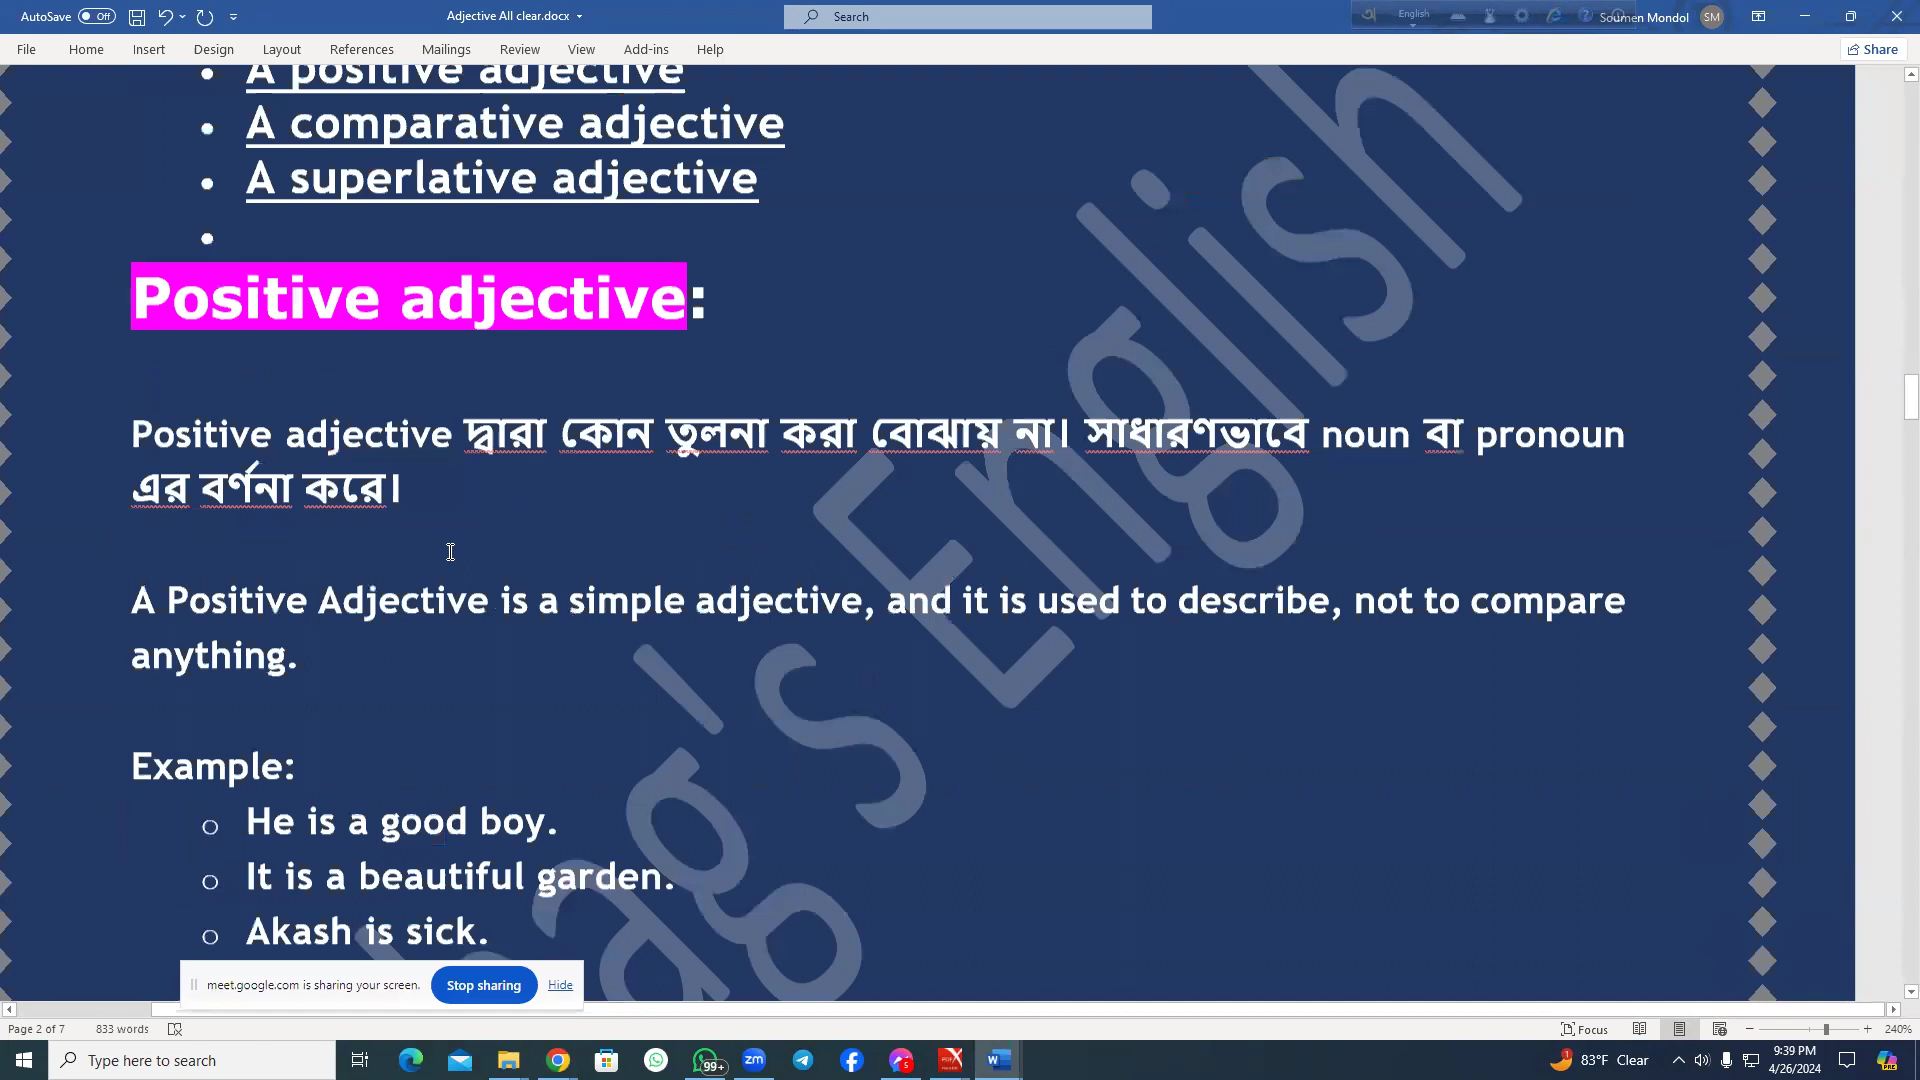 AutoSave Off Adjective All clear.docx Search English Soumen Mondol SM
File Home Insert Design Layout References Mailings Review View Add-ins Help Share
• A positive adjective
• A comparative adjective
• A superlative adjective
•
Positive adjective:
Positive adjective দ্বারা কোন তুলনা করা বোঝায় না। সাধারণভাবে noun বা pronoun
এর বর্ণনা করে।
A Positive Adjective is a simple adjective, and it is used to describe, not to compare
anything.
Example:
o He is a good boy.
o It is a beautiful garden.
o Akash is sick.
's English
meet.google.com is sharing your screen. Stop sharing Hide
Page 2 of 7 833 words Focus 240%
Type here to search 99+ zm 83°F Clear 9:39 PM
4/26/2024